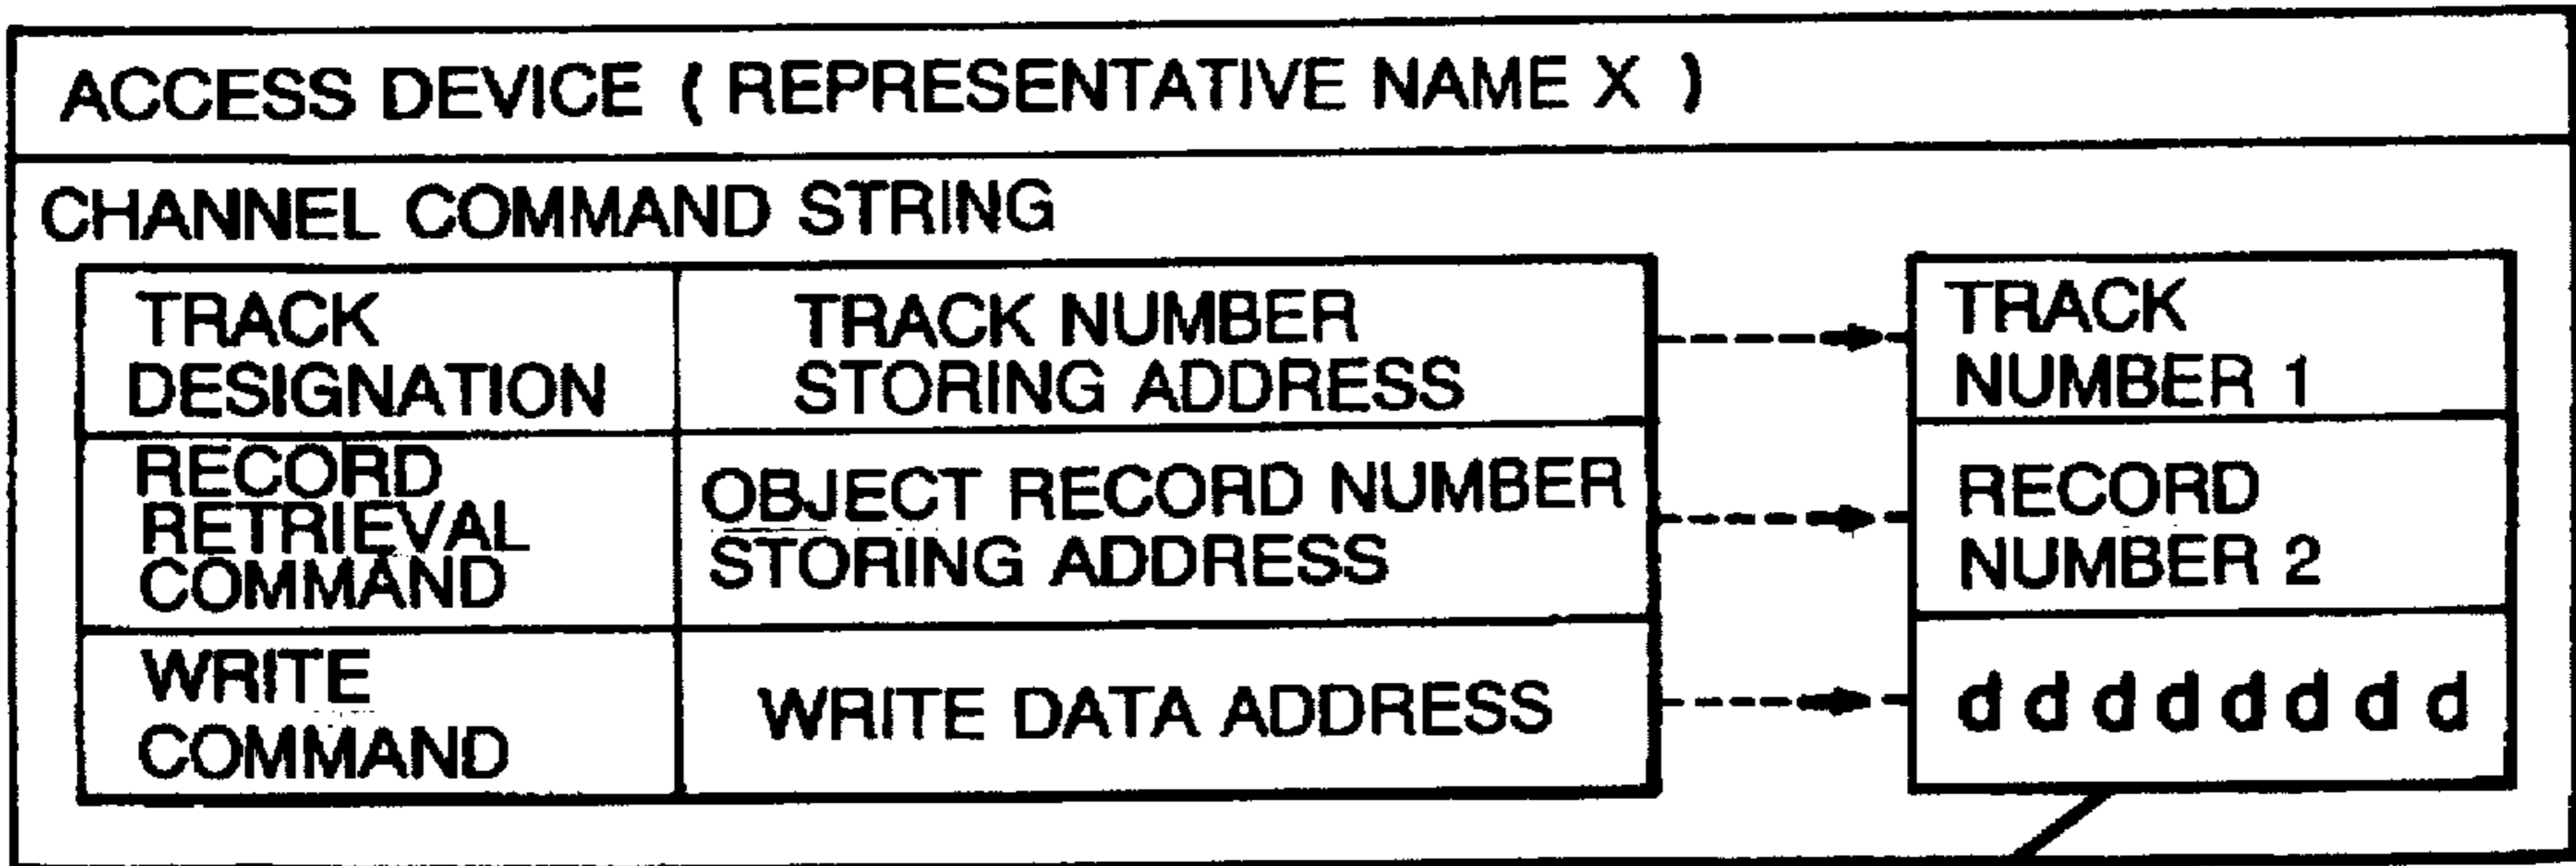 ACCESS DEVICE ( REPRESENTATIVE NAME X )
CHANNEL COMMAND STRING
TRACK
DESIGNATION
TRACK NUMBER
STORING ADDRESS
TRACK
NUMBER 1
RECORD
RETRIEVAL
COMMAND
OBJECT RECORD NUMBER
STORING ADDRESS
RECORD
NUMBER 2
WRITE
COMMAND
WRITE DATA ADDRESS
d d d d d d d d